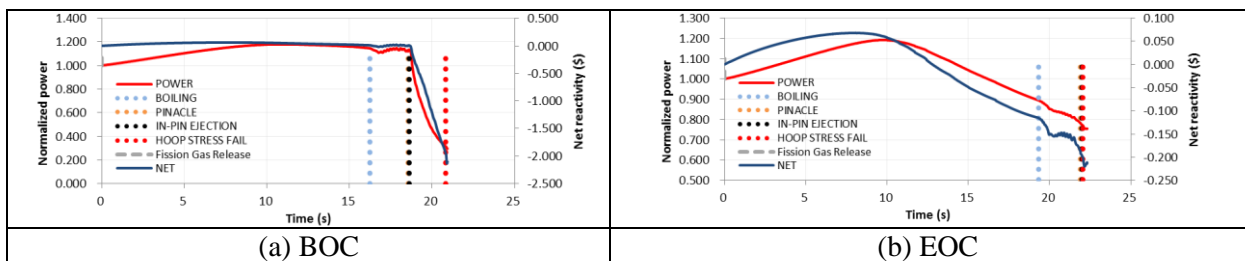 1.400
1.200
1.000
0.800
0.600
0.400
0.200
0.000
Normalized power
0.500
0.000
-0.500
-1.000
-1.500
-2.000
-2.500
Net reactivity ($)
POWER
BOILING
PINACLE
IN-PIN EJECTION
HOOP STRESS FAIL
Fission Gas Release
NET
0 5 10 15 20 25
Time (s)
(a) BOC
1.300
1.200
1.100
1.000
0.900
0.800
0.700
0.600
0.500
Normalized power
0.100
0.050
0.000
-0.050
-0.100
-0.150
-0.200
-0.250
Net reactivity ($)
POWER
BOILING
PINACLE
IN-PIN EJECTION
HOOP STRESS FAIL
Fission Gas Release
NET
0 5 10 15 20 25
Time (s)
(b) EOC